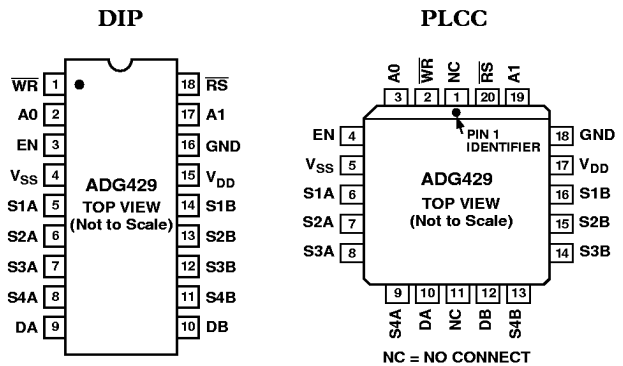 DIP
WR 1 18 RS
A0 2 17 A1
EN 3 16 GND
VSS 4 15 VDD
S1A 5 14 S1B
S2A 6 13 S2B
S3A 7 12 S3B
S4A 8 11 S4B
DA 9 10 DB
ADG429
TOP VIEW
(Not to Scale)
PLCC
A0 WR NC RS A1
3 2 1 20 19
PIN 1
IDENTIFIER
EN 4 18 GND
VSS 5 17 VDD
S1A 6 16 S1B
S2A 7 15 S2B
S3A 8 14 S3B
ADG429
TOP VIEW
(Not to Scale)
9 10 11 12 13
S4A DA NC DB S4B
NC = NO CONNECT